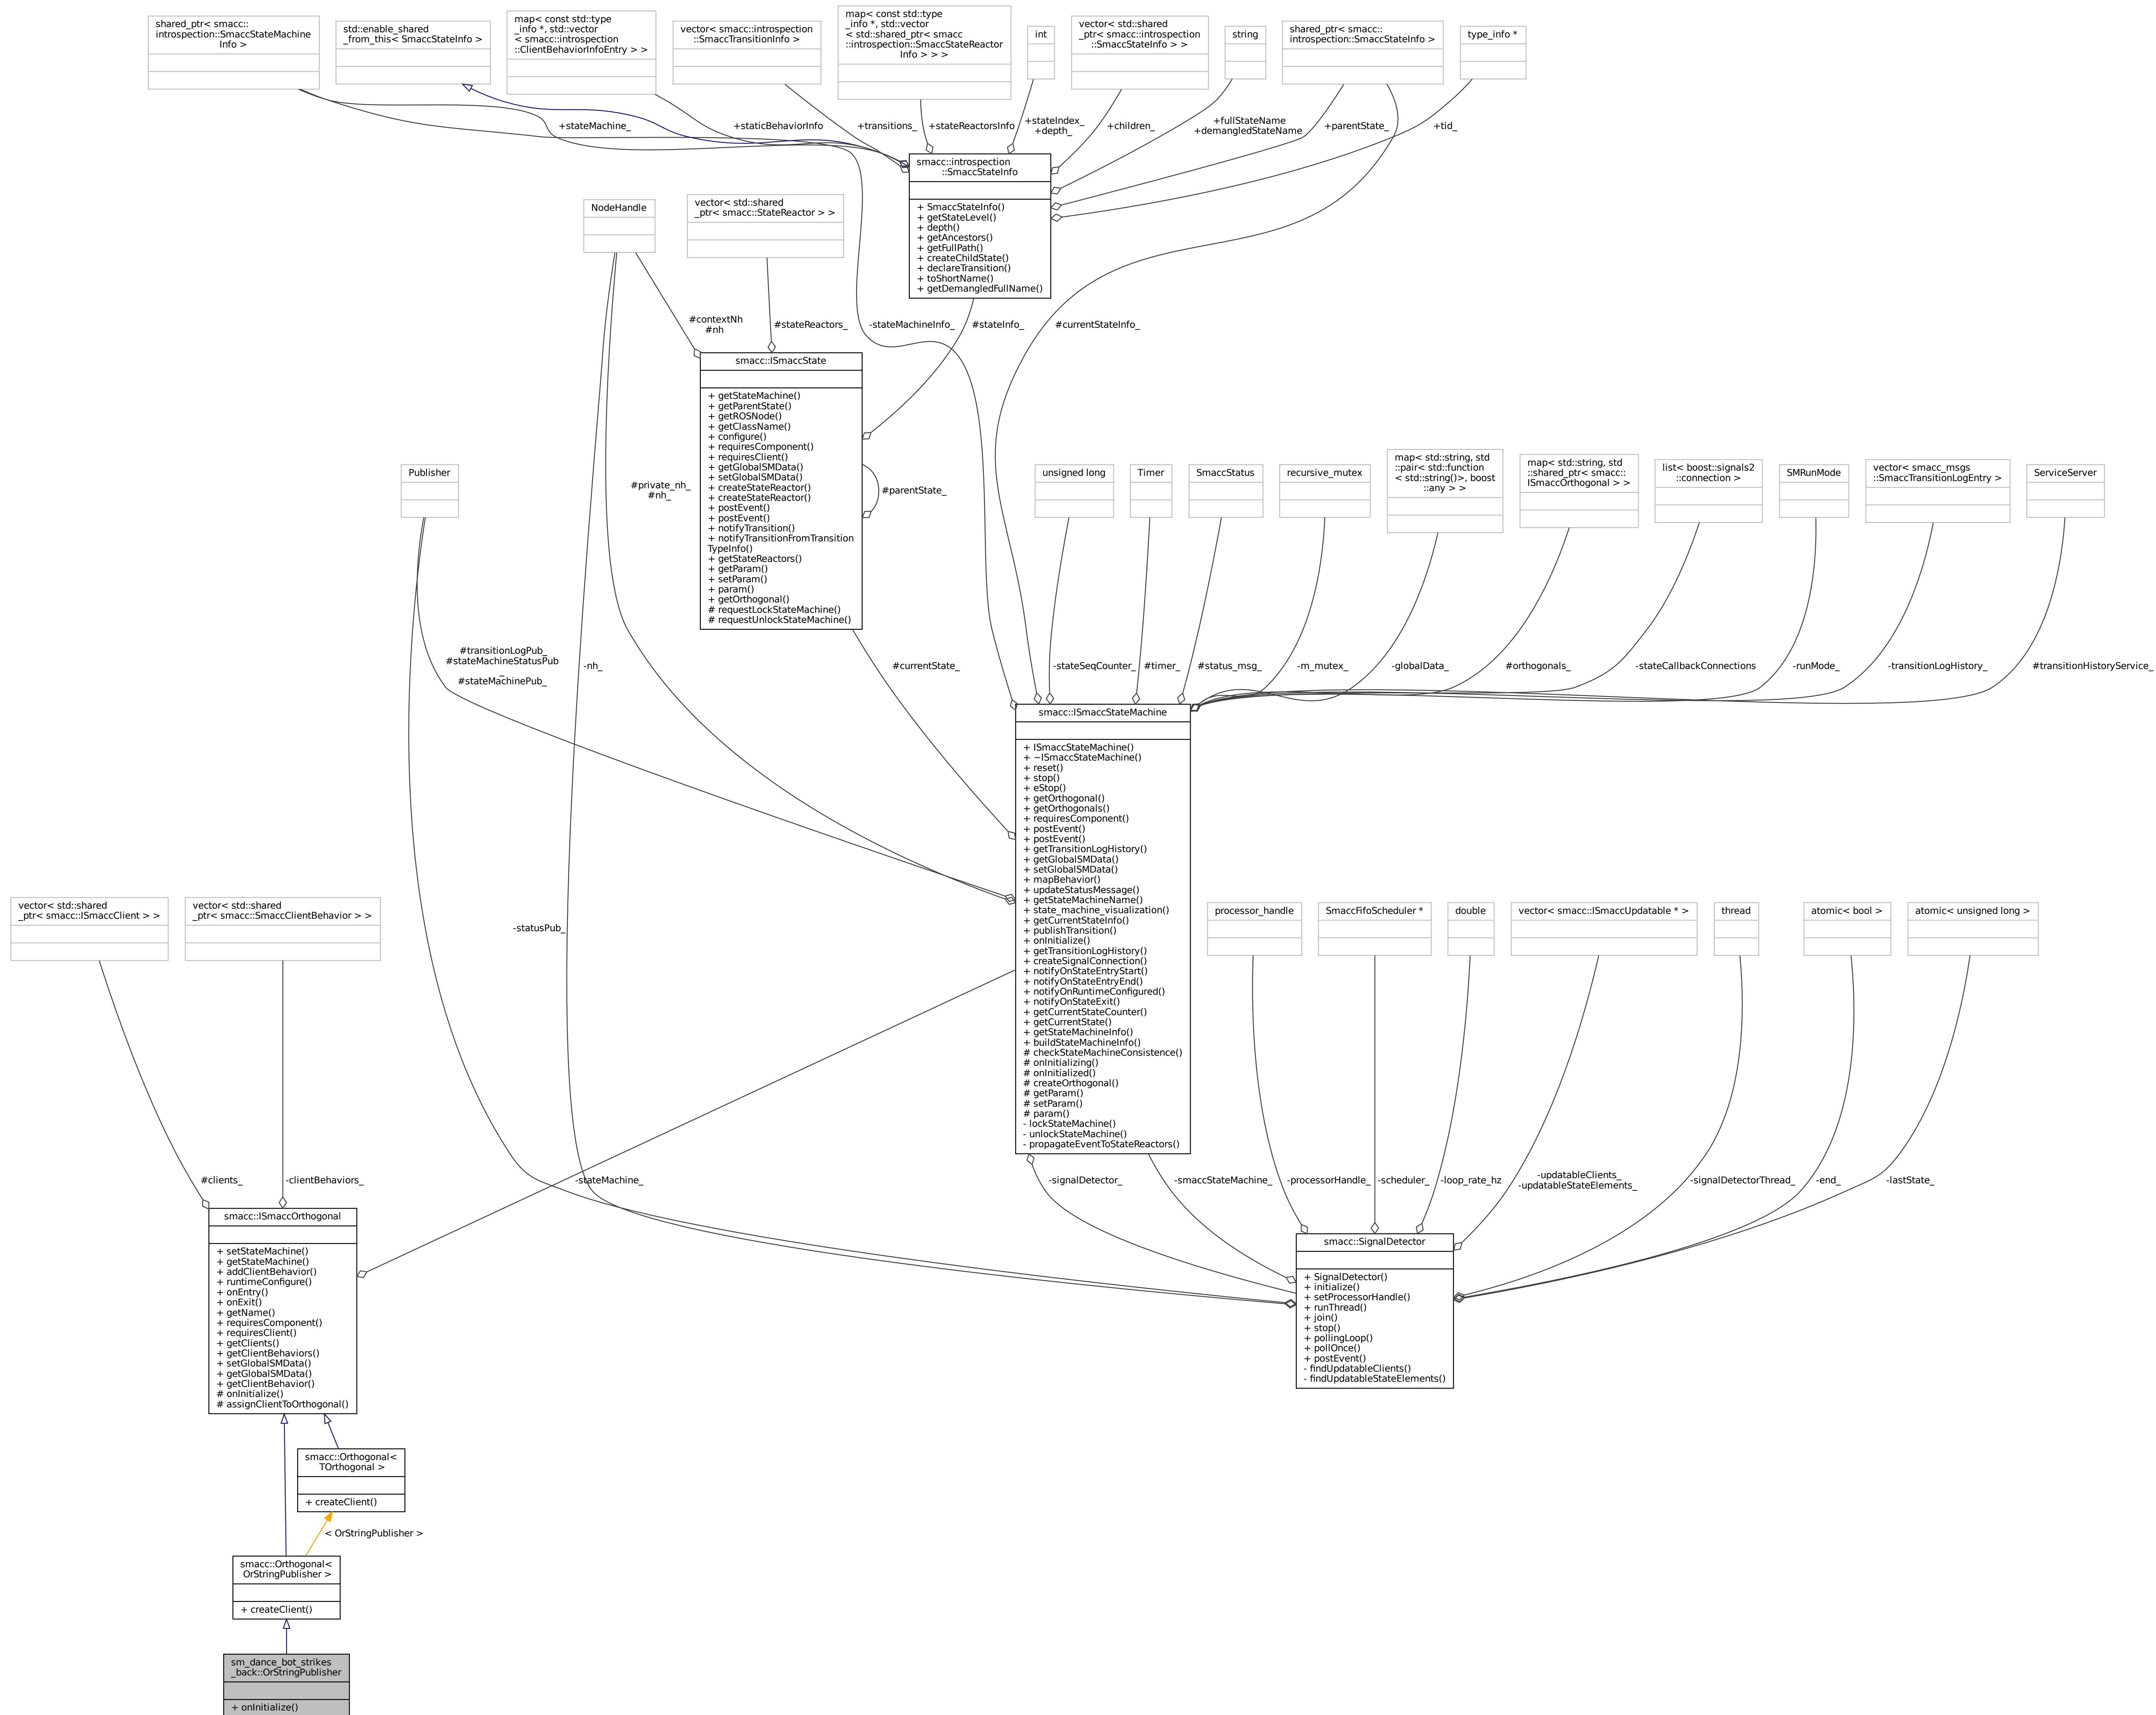 shared_ptr< smacc::
introspection::SmaccStateMachine
Info >
std::enable_shared
_from_this< SmaccStateInfo >
map< const std::type
_info *, std::vector
< smacc::introspection
::ClientBehaviorInfoEntry > >
vector< smacc::introspection
::SmaccTransitionInfo >
map< const std::type
_info *, std::vector
< std::shared_ptr< smacc
::introspection::SmaccStateReactor
Info > > >
int
vector< std::shared
_ptr< smacc::introspection
::SmaccStateInfo > >
string
shared_ptr< smacc::
introspection::SmaccStateInfo >
type_info *
+stateMachine_
+staticBehaviorInfo
+transitions_
+stateReactorsInfo
+stateIndex_
+depth_
+children_
+fullStateName
+demangledStateName
+parentState_
+tid_
smacc::introspection
::SmaccStateInfo
+ SmaccStateInfo()
+ getStateLevel()
+ depth()
+ getAncestors()
+ getFullPath()
+ createChildState()
+ declareTransition()
+ toShortName()
+ getDemangledFullName()
NodeHandle
vector< std::shared
_ptr< smacc::StateReactor > >
#contextNh
#nh
#stateReactors_
-stateMachineInfo_
#stateInfo_
#currentStateInfo_
smacc::ISmaccState
+ getStateMachine()
+ getParentState()
+ getROSNode()
+ getClassName()
+ configure()
+ requiresComponent()
+ requiresClient()
+ getGlobalSMData()
+ setGlobalSMData()
+ createStateReactor()
+ createStateReactor()
+ postEvent()
+ postEvent()
+ notifyTransition()
+ notifyTransitionFromTransition
TypeInfo()
+ getStateReactors()
+ getParam()
+ setParam()
+ param()
+ getOrthogonal()
# requestLockStateMachine()
# requestUnlockStateMachine()
#parentState_
Publisher
#private_nh_
#nh_
unsigned long
Timer
SmaccStatus
recursive_mutex
map< std::string, std
::pair< std::function
< std::string()>, boost
::any > >
map< std::string, std
::shared_ptr< smacc::
ISmaccOrthogonal > >
list< boost::signals2
::connection >
SMRunMode
vector< smacc_msgs
::SmaccTransitionLogEntry >
ServiceServer
#transitionLogPub_
#stateMachineStatusPub
_
#stateMachinePub_
-nh_
#currentState_
-stateSeqCounter_
#timer_
#status_msg_
-m_mutex_
-globalData_
#orthogonals_
-stateCallbackConnections
-runMode_
-transitionLogHistory_
#transitionHistoryService_
smacc::ISmaccStateMachine
+ ISmaccStateMachine()
+ ~ISmaccStateMachine()
+ reset()
+ stop()
+ eStop()
+ getOrthogonal()
+ getOrthogonals()
+ requiresComponent()
+ postEvent()
+ postEvent()
+ getTransitionLogHistory()
+ getGlobalSMData()
+ setGlobalSMData()
+ mapBehavior()
+ updateStatusMessage()
+ getStateMachineName()
+ state_machine_visualization()
+ getCurrentStateInfo()
+ publishTransition()
+ onInitialize()
+ getTransitionLogHistory()
+ createSignalConnection()
+ notifyOnStateEntryStart()
+ notifyOnStateEntryEnd()
+ notifyOnRuntimeConfigured()
+ notifyOnStateExit()
+ getCurrentStateCounter()
+ getCurrentState()
+ getStateMachineInfo()
+ buildStateMachineInfo()
# checkStateMachineConsistence()
# onInitializing()
# onInitialized()
# createOrthogonal()
# getParam()
# setParam()
# param()
- lockStateMachine()
- unlockStateMachine()
- propagateEventToStateReactors()
vector< std::shared
_ptr< smacc::ISmaccClient > >
vector< std::shared
_ptr< smacc::SmaccClientBehavior > >
-statusPub_
processor_handle
SmaccFifoScheduler *
double
vector< smacc::ISmaccUpdatable * >
thread
atomic< bool >
atomic< unsigned long >
#clients_
-clientBehaviors_
-stateMachine_
-signalDetector_
-smaccStateMachine_
-processorHandle_
-scheduler_
-loop_rate_hz
-updatableClients_
-updatableStateElements_
-signalDetectorThread_
-end_
-lastState_
smacc::ISmaccOrthogonal
+ setStateMachine()
+ getStateMachine()
+ addClientBehavior()
+ runtimeConfigure()
+ onEntry()
+ onExit()
+ getName()
+ requiresComponent()
+ requiresClient()
+ getClients()
+ getClientBehaviors()
+ setGlobalSMData()
+ getGlobalSMData()
+ getClientBehavior()
# onInitialize()
# assignClientToOrthogonal()
smacc::SignalDetector
+ SignalDetector()
+ initialize()
+ setProcessorHandle()
+ runThread()
+ join()
+ stop()
+ pollingLoop()
+ pollOnce()
+ postEvent()
- findUpdatableClients()
- findUpdatableStateElements()
smacc::Orthogonal<
TOrthogonal >
+ createClient()
< OrStringPublisher >
smacc::Orthogonal<
OrStringPublisher >
+ createClient()
sm_dance_bot_strikes
_back::OrStringPublisher
+ onInitialize()